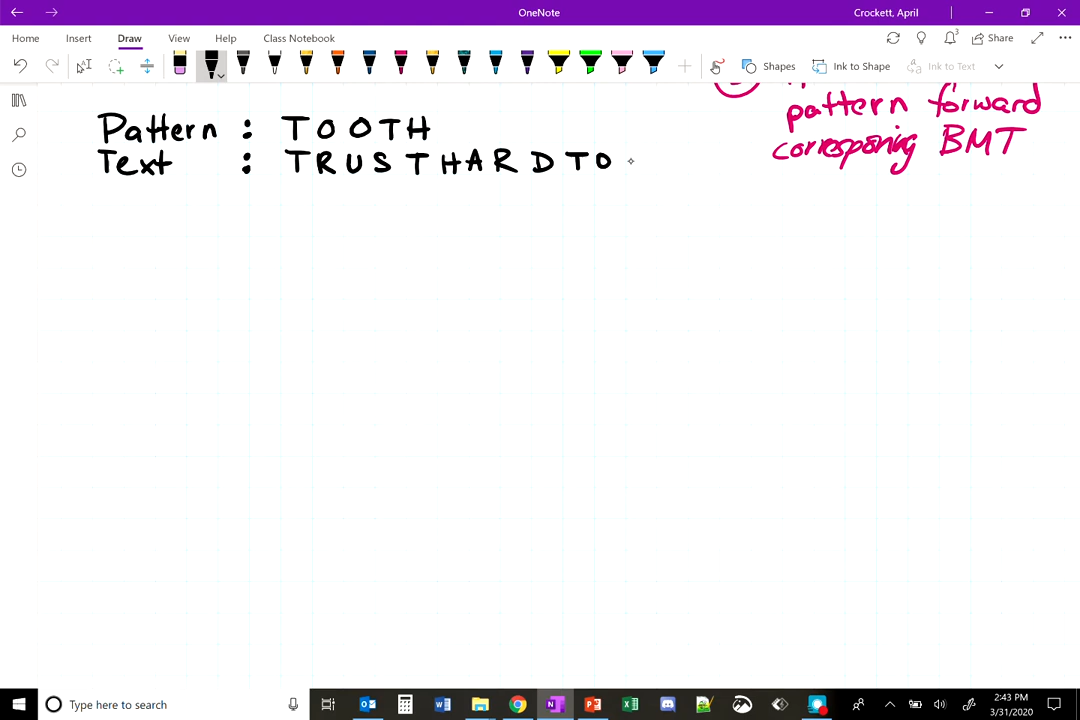 OneNote
Crockett, April
Home Insert Draw View Help Class Notebook
3
Share
Shapes
Ink to Shape
Ink to Text
pattern forward
corresponing BMT
Pattern : TOOTH
Text : TRUSTHARDTO
Type here to search
2:43 PM
3/31/2020